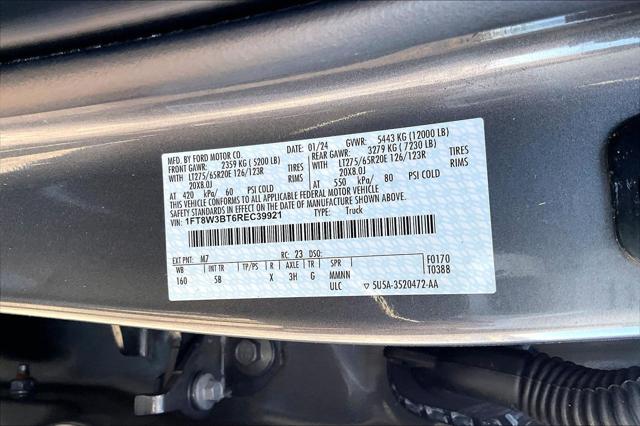 MFD. BY FORD MOTOR CO. DATE: 01/24 GVWR: 5443 KG (12000 LB)
FRONT GAWR: 2359 KG (5200 LB) REAR GAWR: 3279 KG (7230 LB)
LT275/65R20E 126/123R TIRES LT275/65R20E 126/123R TIRES
20X8.0J RIMS 20X8.0J RIMS
AT 420 kPa/ 60 PSI COLD AT 550 kPa/ 80 PSI COLD
THIS VEHICLE CONFORMS TO ALL APPLICABLE FEDERAL MOTOR VEHICLE
SAFETY STANDARDS IN EFFECT ON THE DATE OF MANUFACTURE SHOWN ABOVE.
VIN: 1FT8W3BT6REC39921 TYPE: Truck
EXT PNT: M7 RC: 23 DSO: F0170
WB INT TR TP/PS R AXLE TR SPR T0388
160 5B X 3H G MMNN
ULC ▽ 5U5A-3520472-AA